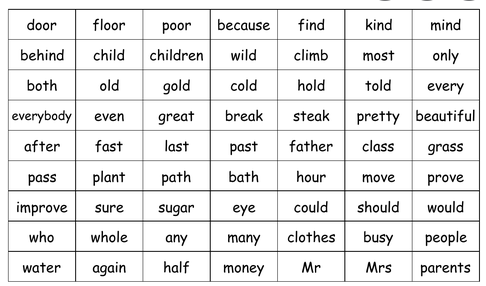 door floor poor because find kind mind
behind child children wild climb most only
both old gold cold hold told every
everybody even great break steak pretty beautiful
after fast last past father class grass
pass plant path bath hour move prove
improve sure sugar eye could should would
who whole any many clothes busy people
water again half money Mr Mrs parents